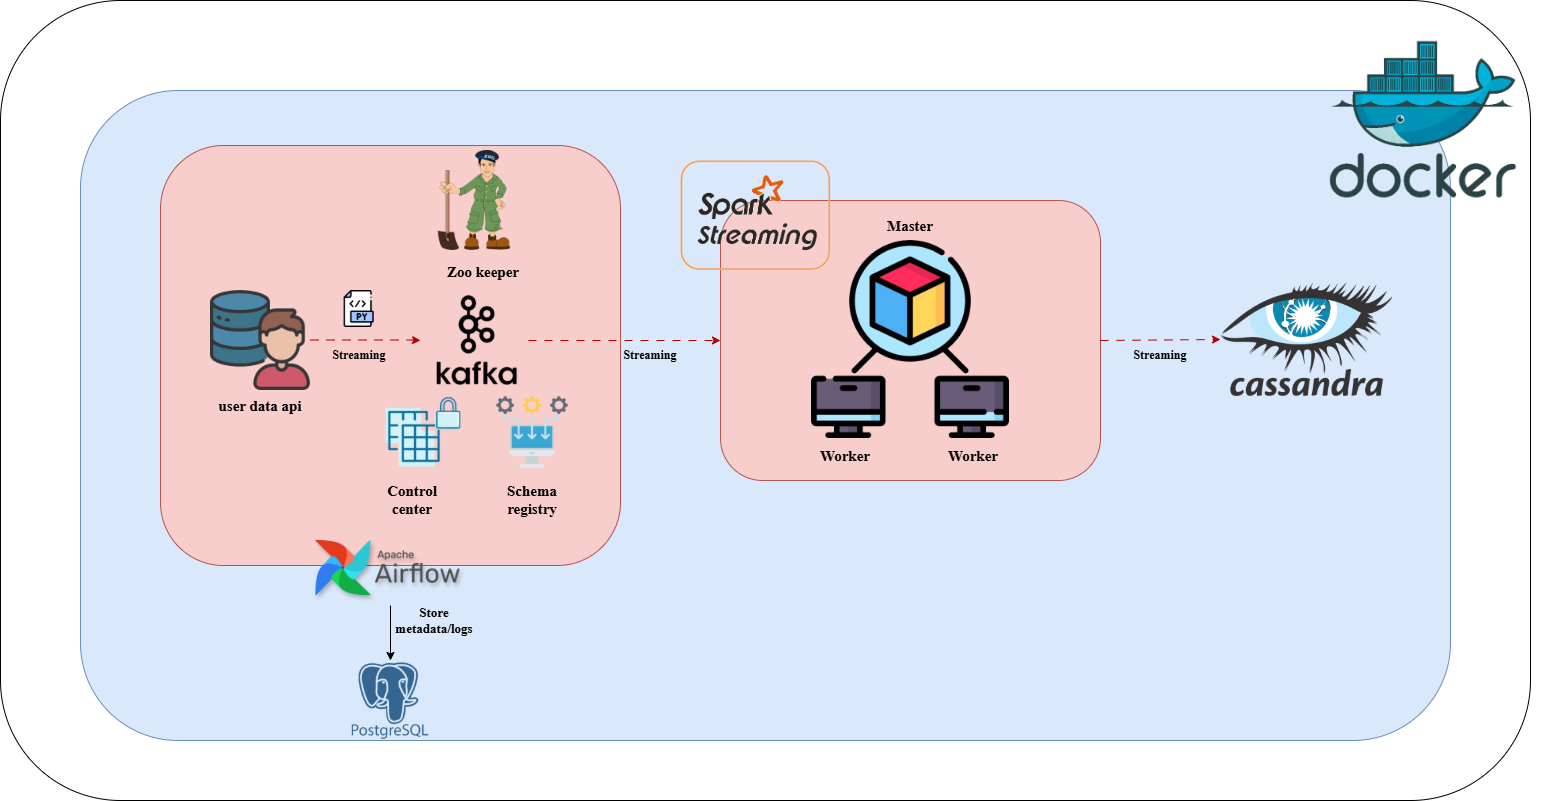 docker
ZOO
Zoo keeper
Spark
Streaming
Master
</>
PY
Streaming
kafka
Streaming
Streaming
cassandra
user data api
Worker
Worker
Control
center
Schema
registry
Apache
Airflow
Store
metadata/logs
PostgreSQL